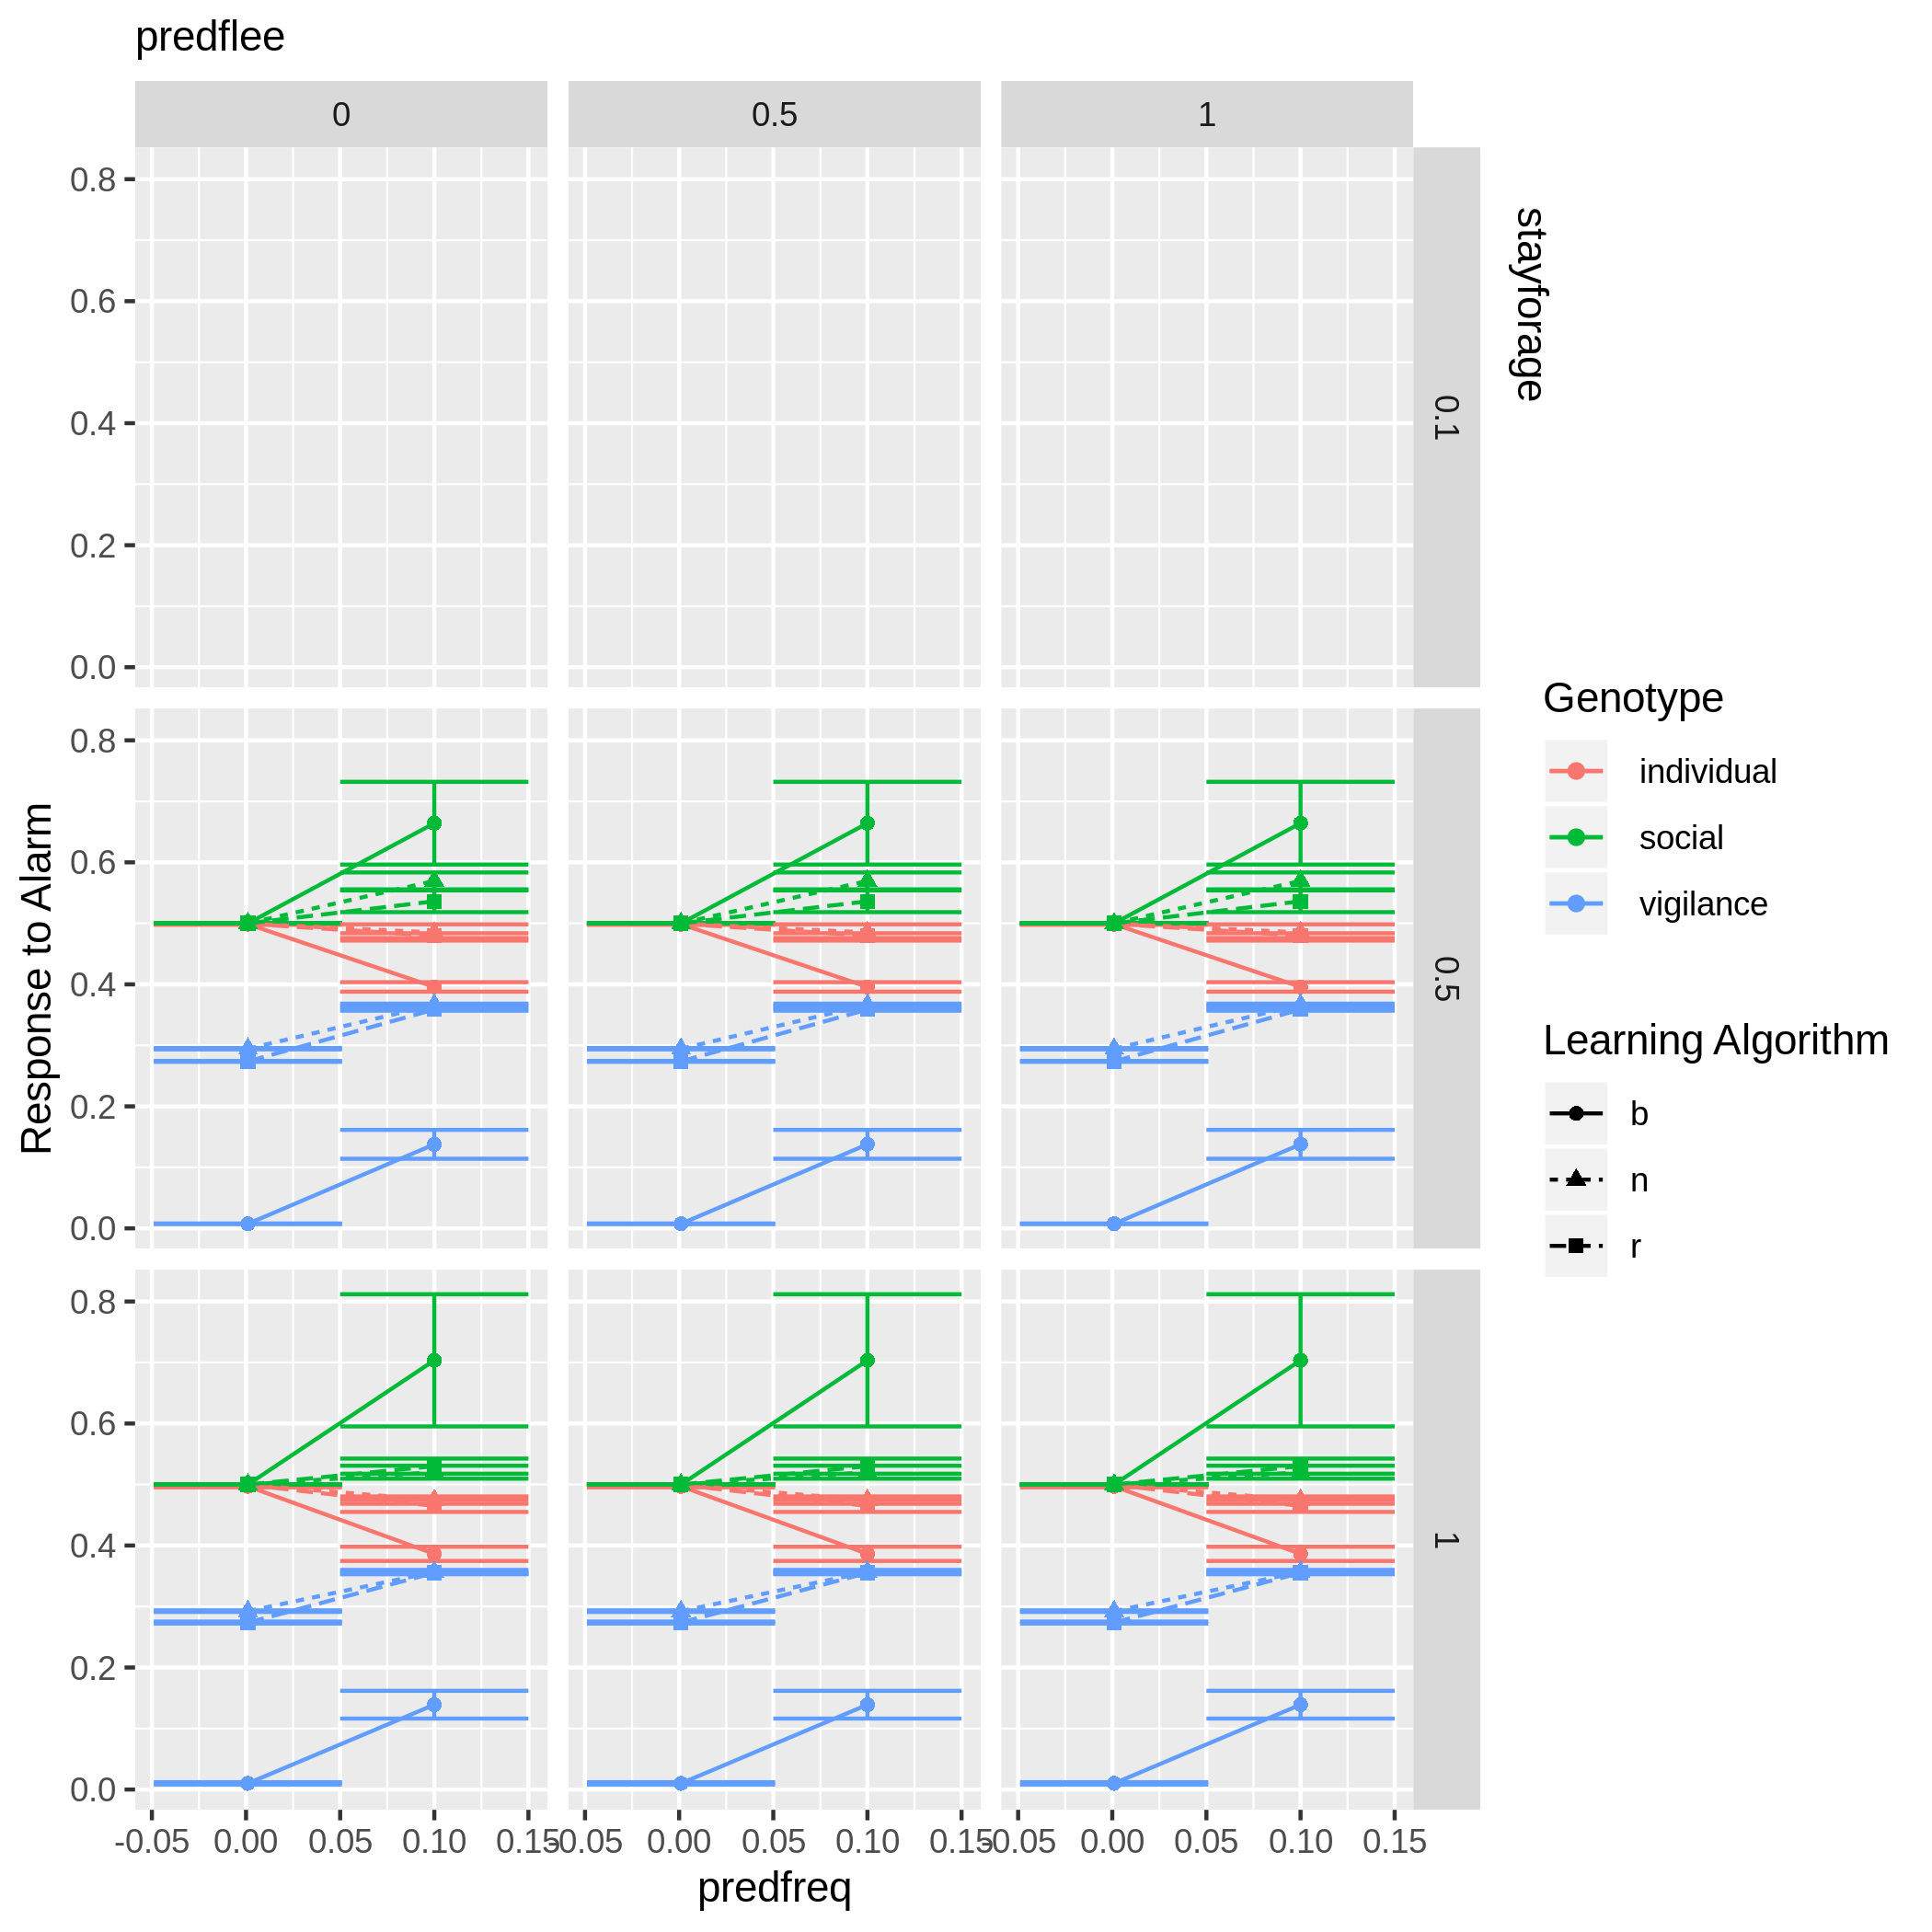 predflee
0 0.5 1
stayforage
0.8
0.6
0.4
0.2
0.0
0.1
0.8
0.6
0.4
0.2
0.0
0.5
0.8
0.6
0.4
0.2
0.0
1
Response to Alarm
-0.05 0.00 0.05 0.10 0.15 -0.05 0.00 0.05 0.10 0.15 -0.05 0.00 0.05 0.10 0.15
predfreq
Genotype
individual
social
vigilance
Learning Algorithm
b
n
r